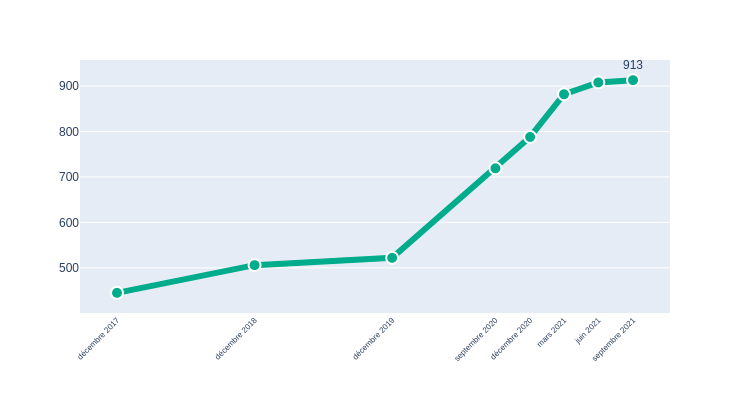 913
900
800
700
600
500
décembre 2017
décembre 2018
décembre 2019
septembre 2020
décembre 2020
mars 2021
juin 2021
septembre 2021